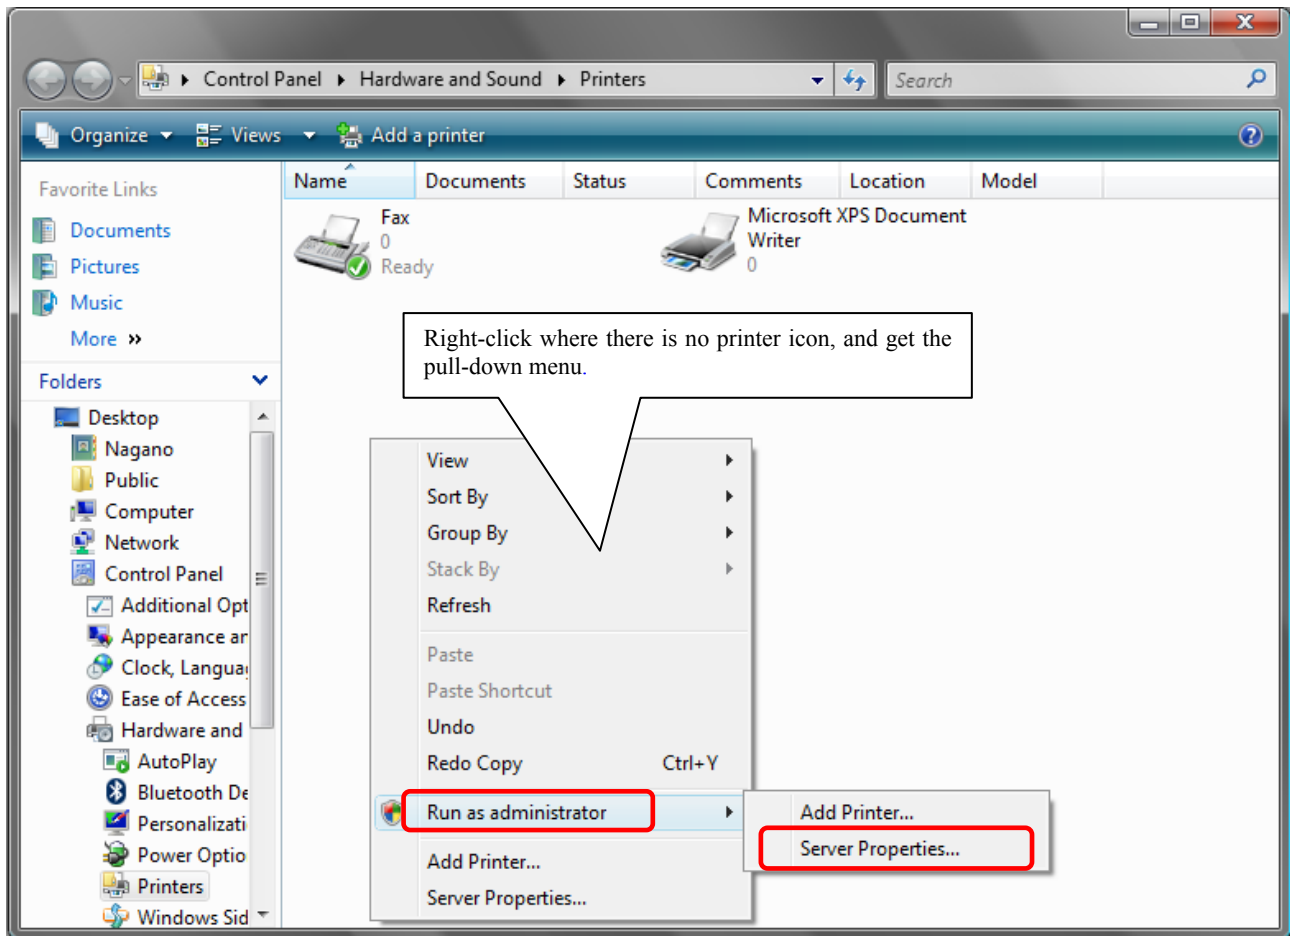 Control Panel Hardware and Sound Printers
Search
Organize Views Add a printer
Favorite Links
Documents
Pictures
Music
More »
Folders
Desktop
Nagano
Public
Computer
Network
Control Panel
Additional Opt
Appearance ar
Clock, Langua
Ease of Access
Hardware and
AutoPlay
Bluetooth De
Personalizati
Power Optio
Printers
Windows Sid
Name Documents Status Comments Location Model
Fax
0
Ready
Microsoft XPS Document
Writer
0
Right-click where there is no printer icon, and get the
pull-down menu.
View
Sort By
Group By
Stack By
Refresh
Paste
Paste Shortcut
Undo
Redo Copy Ctrl+Y
Run as administrator
Add Printer...
Server Properties...
Add Printer...
Server Properties...